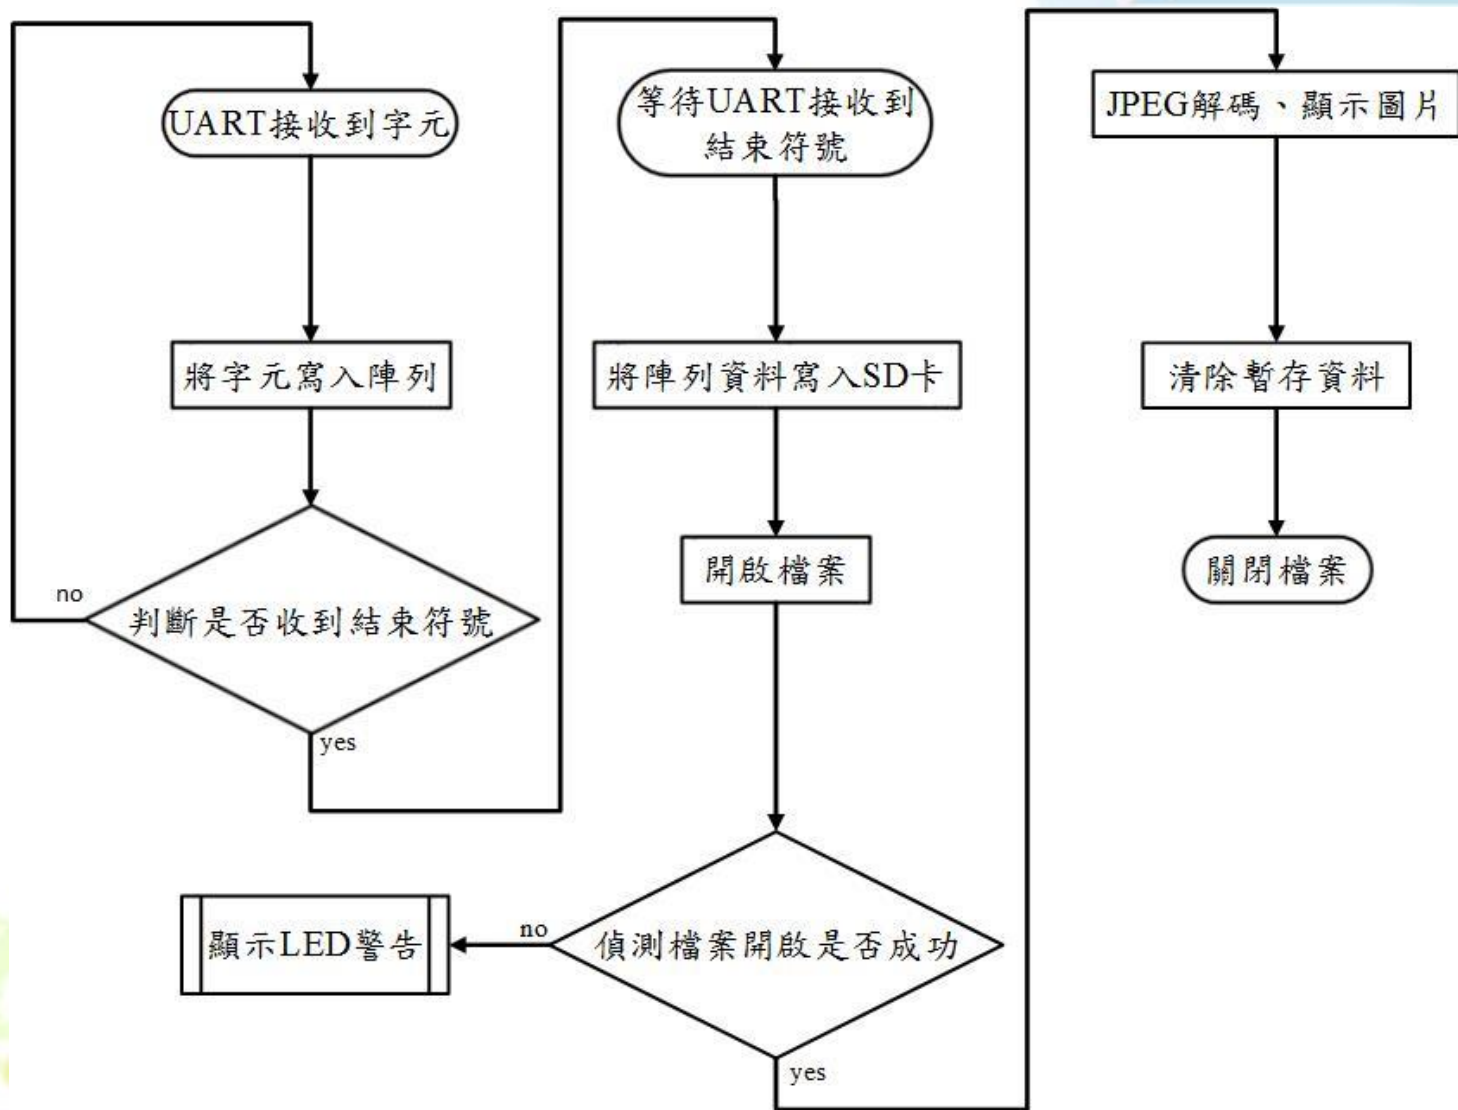 UART接收到字元
將字元寫入陣列
no
判斷是否收到結束符號
yes
等待UART接收到
結束符號
將陣列資料寫入SD卡
開啟檔案
偵測檔案開啟是否成功
no
顯示LED警告
yes
JPEG解碼、顯示圖片
清除暫存資料
關閉檔案